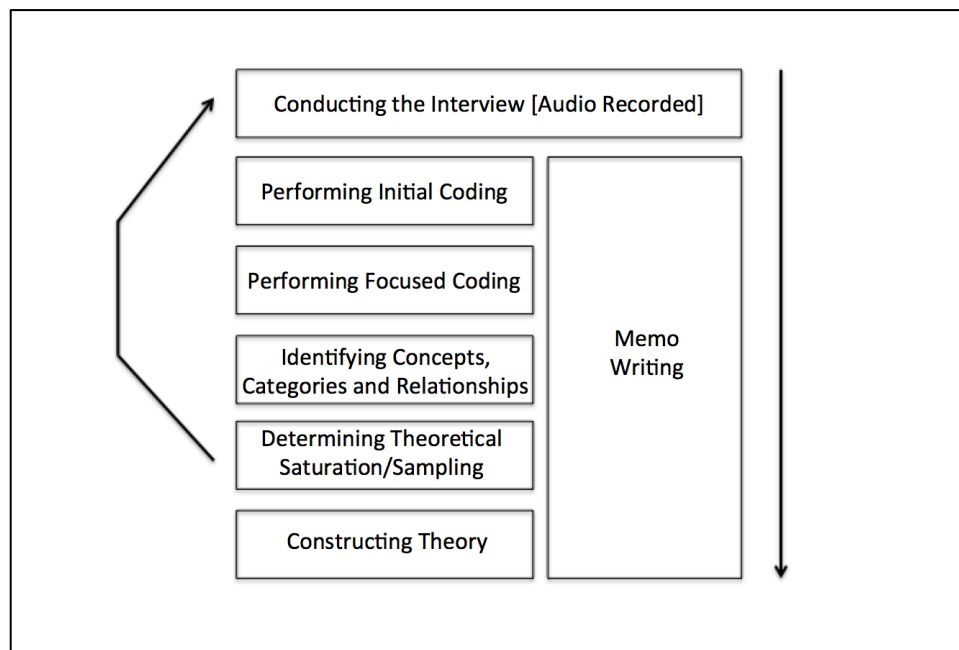 Conducting the Interview [Audio Recorded]
Performing Initial Coding
Performing Focused Coding
Identifying Concepts,
Categories and Relationships
Determining Theoretical
Saturation/Sampling
Constructing Theory
Memo
Writing